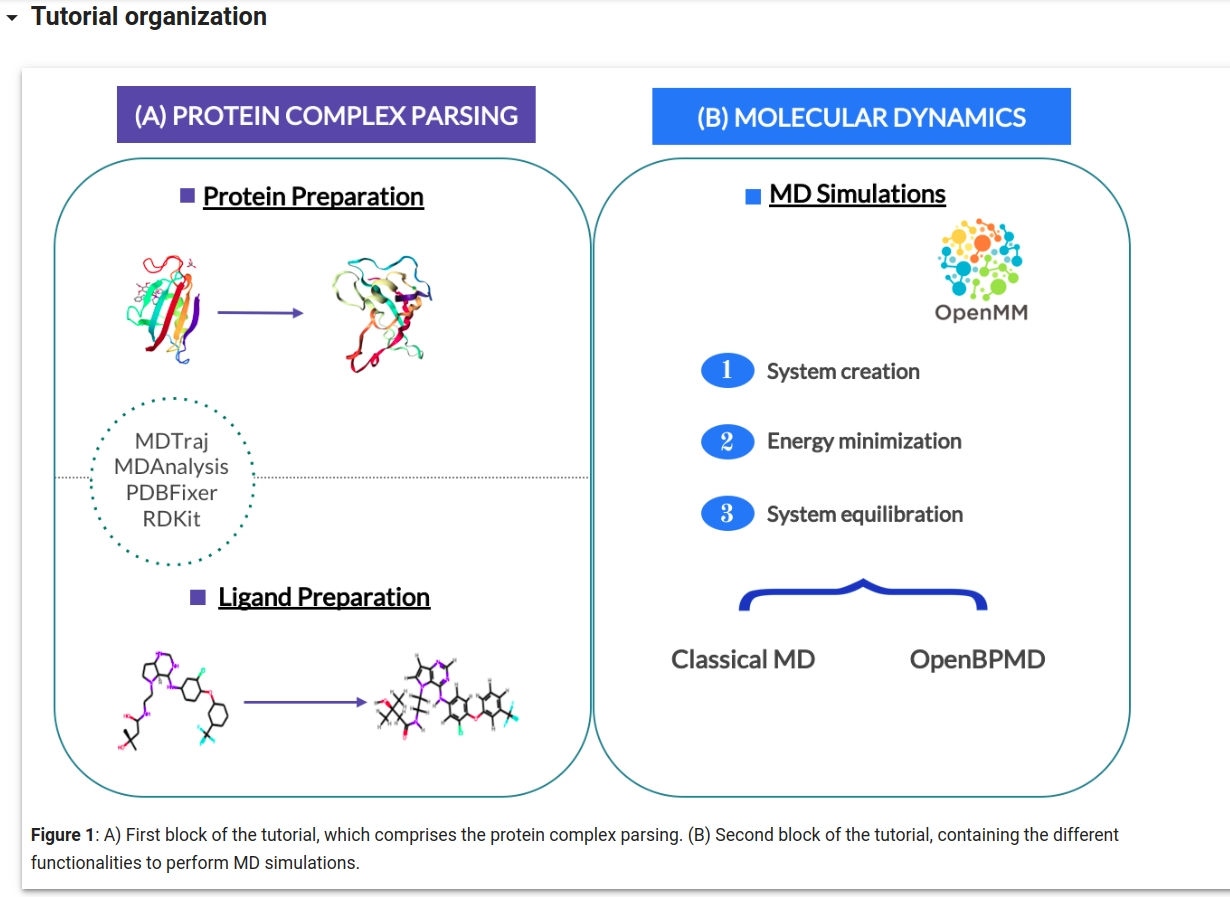 Tutorial organization
(A) PROTEIN COMPLEX PARSING
Protein Preparation
MDTraj
MDAnalysis
PDBFixer
RDKit
Ligand Preparation
(B) MOLECULAR DYNAMICS
MD Simulations
OpenMM
1 System creation
2 Energy minimization
3 System equilibration
Classical MD
OpenBPMD
Figure 1: A) First block of the tutorial, which comprises the protein complex parsing. (B) Second block of the tutorial, containing the different
functionalities to perform MD simulations.